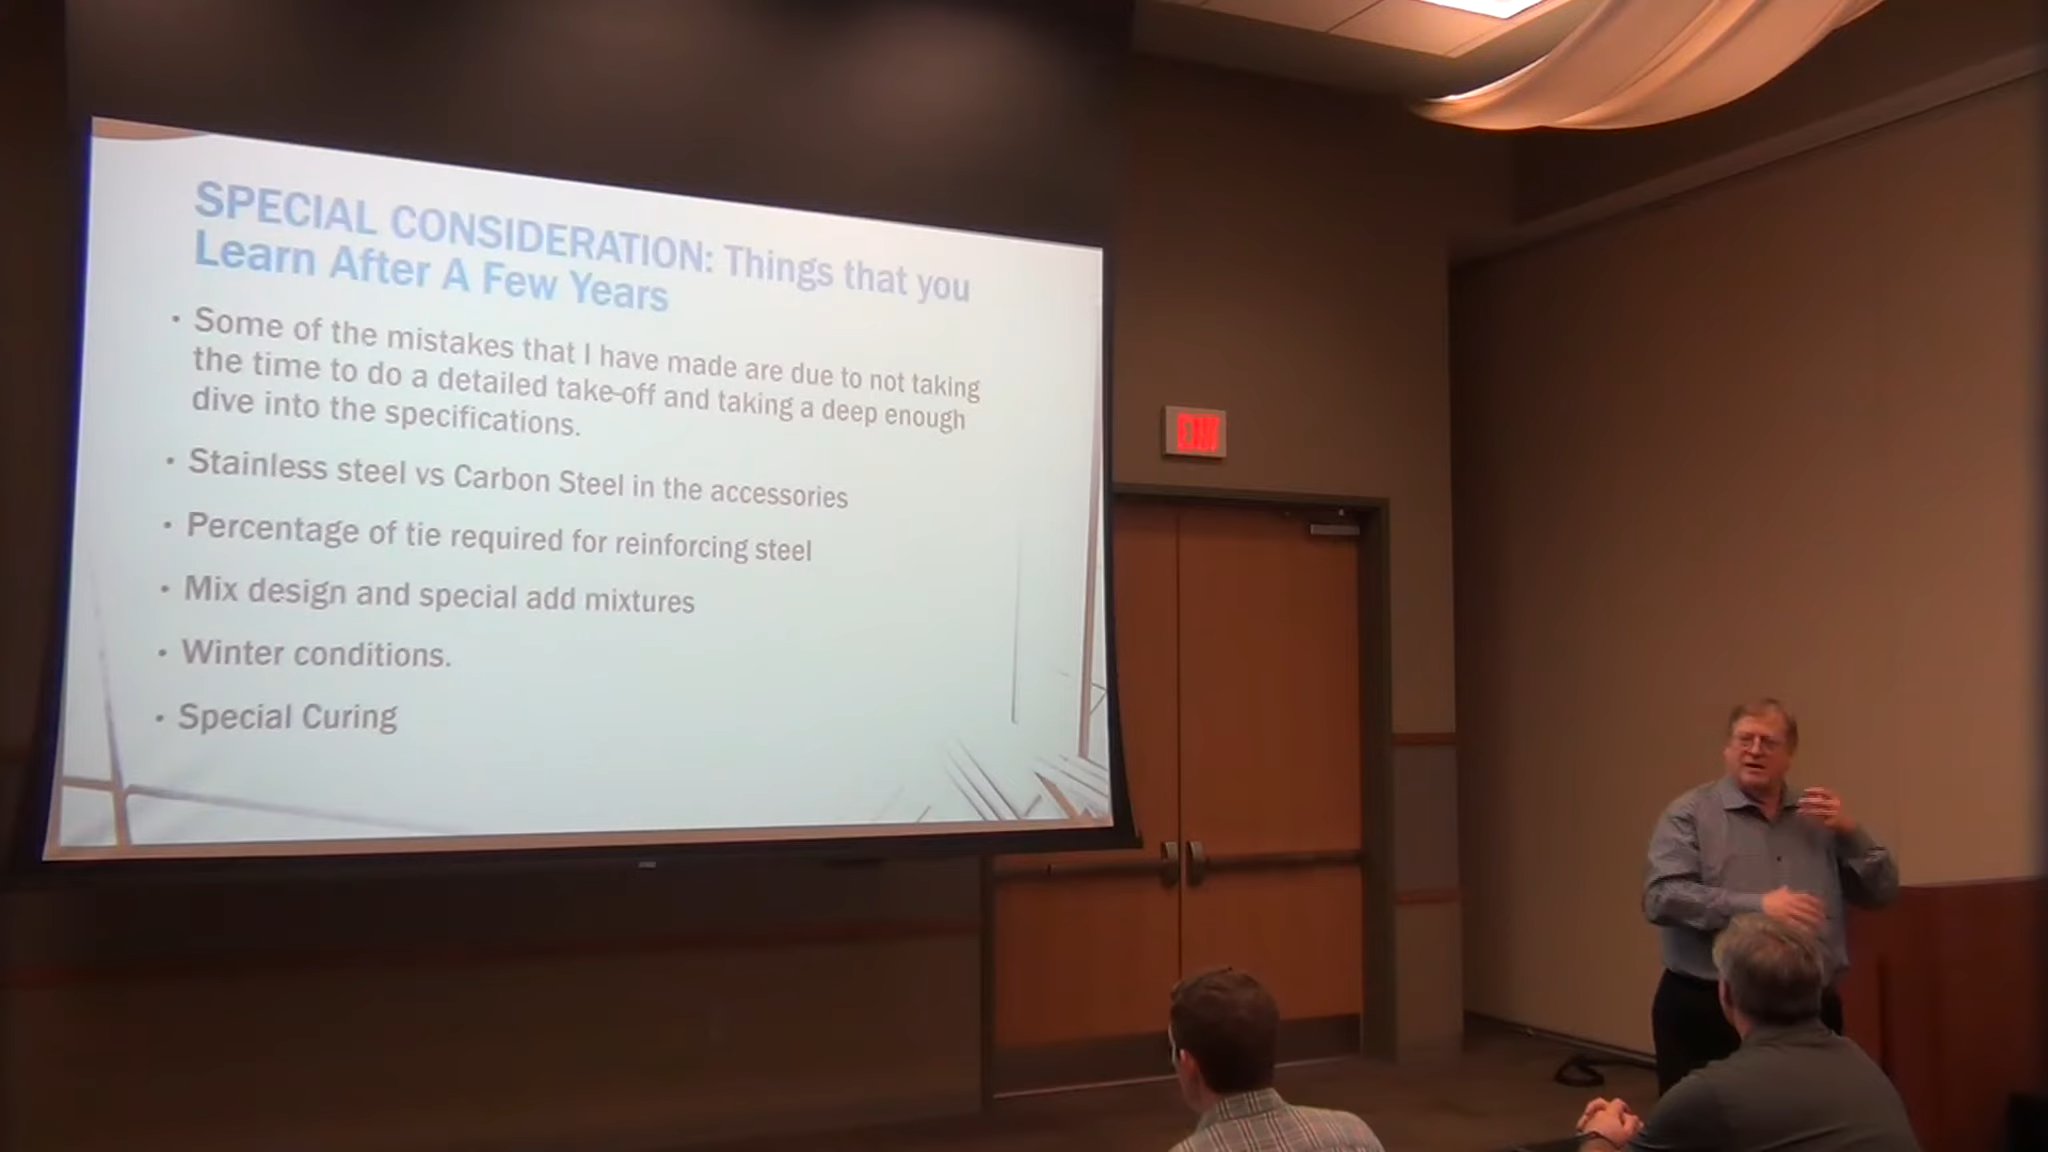 SPECIAL CONSIDERATION: Things that you
Learn After A Few Years
• Some of the mistakes that I have made are due to not taking
the time to do a detailed take-off and taking a deep enough
dive into the specifications.
• Stainless steel vs Carbon Steel in the accessories
• Percentage of tie required for reinforcing steel
• Mix design and special add mixtures
• Winter conditions.
• Special Curing